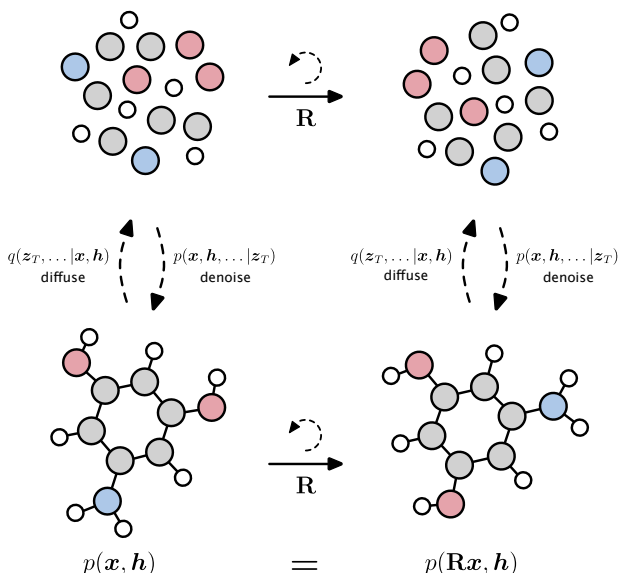 R
q(z_T, …|x, h)
diffuse
p(x, h, …|z_T)
denoise
q(z_T, …|x, h)
diffuse
p(x, h, …|z_T)
denoise
R
p(x, h) = p(Rx, h)